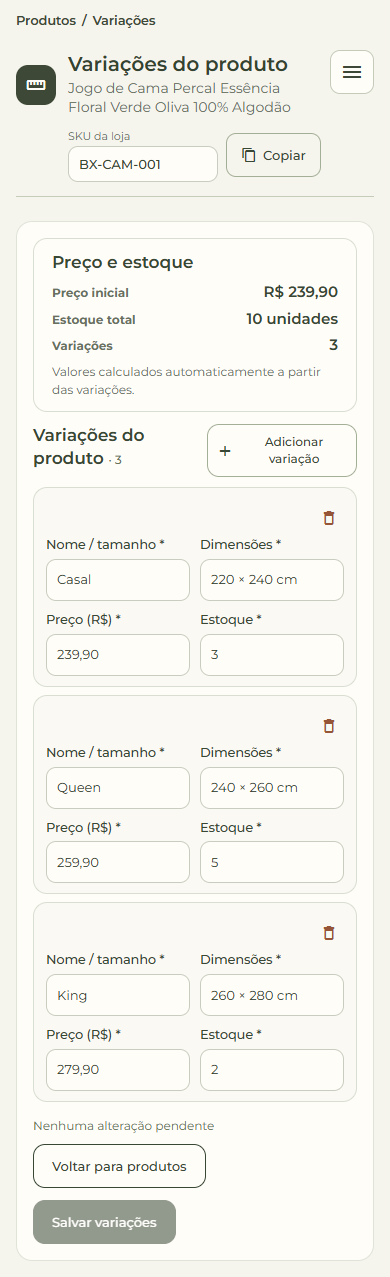 Produtos / Variações
Variações do produto
Jogo de Cama Percal Essência
Floral Verde Oliva 100% Algodão
SKU da loja
BX-CAM-001
Copiar
Preço e estoque
Preço inicial R$ 239,90
Estoque total 10 unidades
Variações 3
Valores calculados automaticamente a partir
das variações.
Variações do
produto · 3
Adicionar
variação
Nome / tamanho * Dimensões *
Casal 220 × 240 cm
Preço (R$) * Estoque *
239,90 3
Nome / tamanho * Dimensões *
Queen 240 × 260 cm
Preço (R$) * Estoque *
259,90 5
Nome / tamanho * Dimensões *
King 260 × 280 cm
Preço (R$) * Estoque *
279,90 2
Nenhuma alteração pendente
Voltar para produtos
Salvar variações